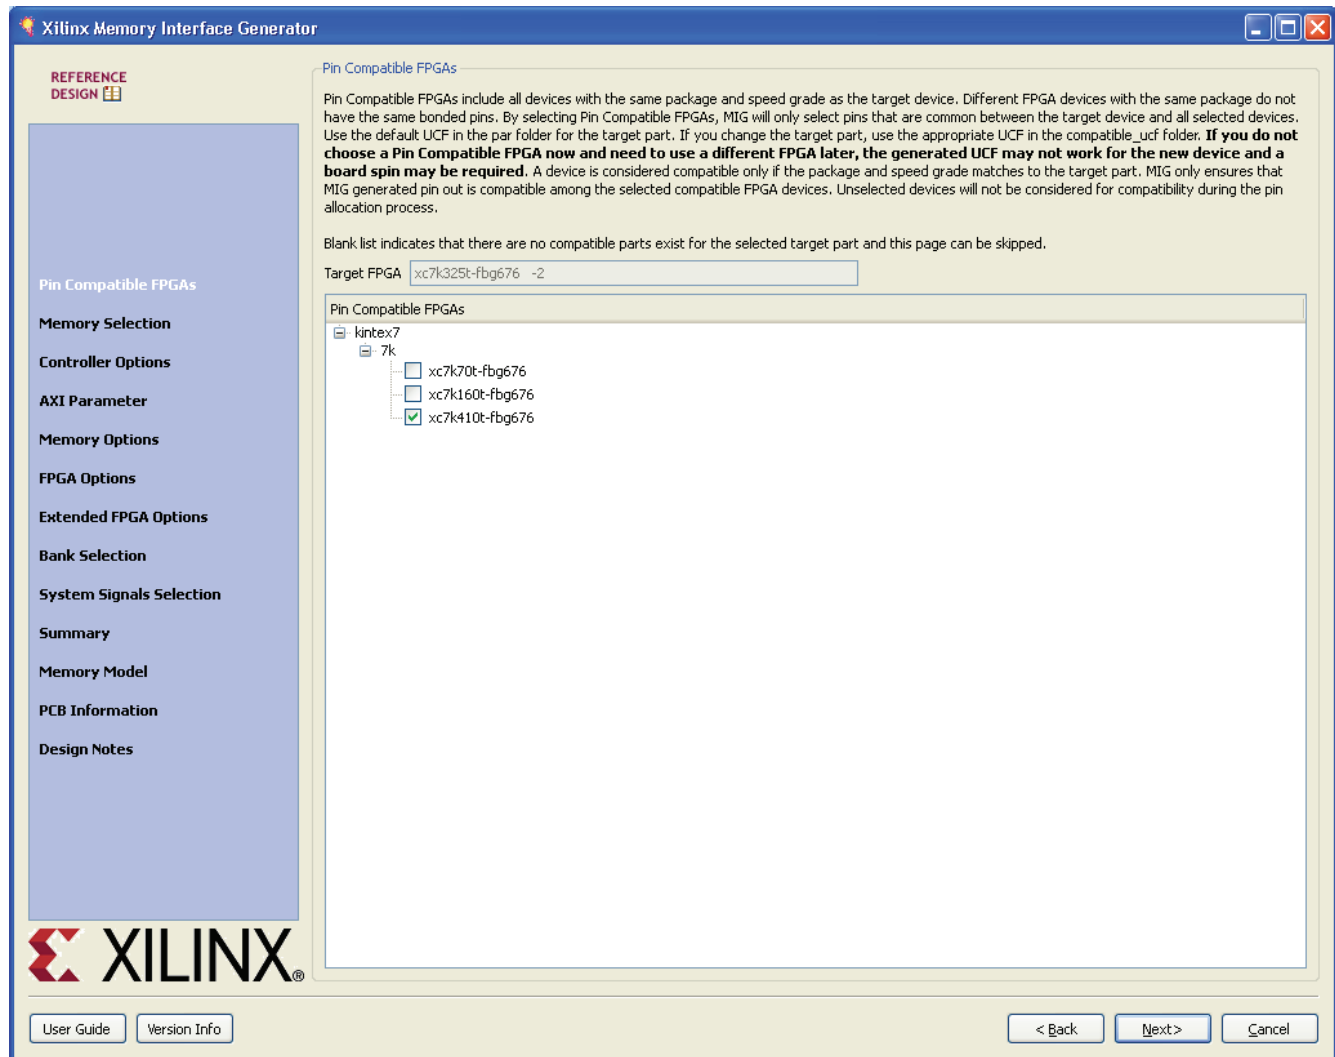 Xilinx Memory Interface Generator
REFERENCE
DESIGN
Pin Compatible FPGAs
Memory Selection
Controller Options
AXI Parameter
Memory Options
FPGA Options
Extended FPGA Options
Bank Selection
System Signals Selection
Summary
Memory Model
PCB Information
Design Notes
XILINX®
Pin Compatible FPGAs
Pin Compatible FPGAs include all devices with the same package and speed grade as the target device. Different FPGA devices with the same package do not
have the same bonded pins. By selecting Pin Compatible FPGAs, MIG will only select pins that are common between the target device and all selected devices.
Use the default UCF in the par folder for the target part. If you change the target part, use the appropriate UCF in the compatible_ucf folder. If you do not
choose a Pin Compatible FPGA now and need to use a different FPGA later, the generated UCF may not work for the new device and a
board spin may be required. A device is considered compatible only if the package and speed grade matches to the target part. MIG only ensures that
MIG generated pin out is compatible among the selected compatible FPGA devices. Unselected devices will not be considered for compatibility during the pin
allocation process.
Blank list indicates that there are no compatible parts exist for the selected target part and this page can be skipped.
Target FPGA xc7k325t-fbg676 -2
Pin Compatible FPGAs
kintex7
7k
xc7k70t-fbg676
xc7k160t-fbg676
xc7k410t-fbg676
User Guide Version Info < Back Next> Cancel